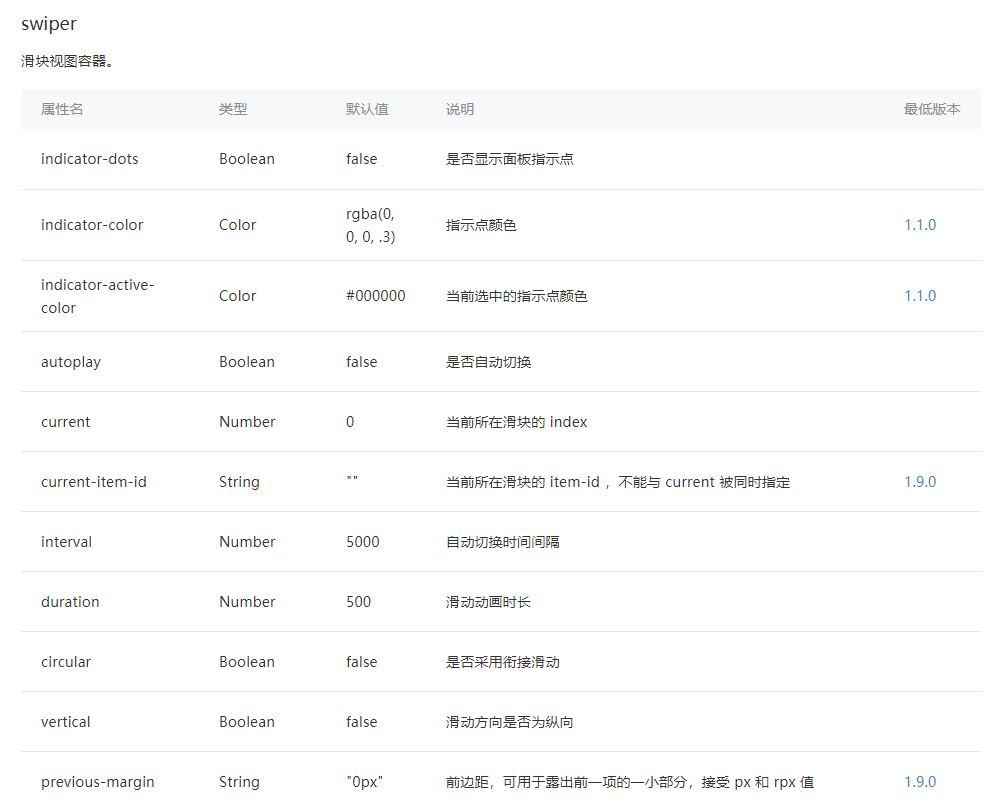 swiper
滑块视图容器。
属性名 类型 默认值 说明 最低版本
indicator-dots Boolean false 是否显示面板指示点
indicator-color Color rgba(0, 0, 0, .3) 指示点颜色 1.1.0
indicator-active-color Color #000000 当前选中的指示点颜色 1.1.0
autoplay Boolean false 是否自动切换
current Number 0 当前所在滑块的 index
current-item-id String "" 当前所在滑块的 item-id ，不能与 current 被同时指定 1.9.0
interval Number 5000 自动切换时间间隔
duration Number 500 滑动动画时长
circular Boolean false 是否采用衔接滑动
vertical Boolean false 滑动方向是否为纵向
previous-margin String "0px" 前边距，可用于露出前一项的一小部分，接受 px 和 rpx 值 1.9.0